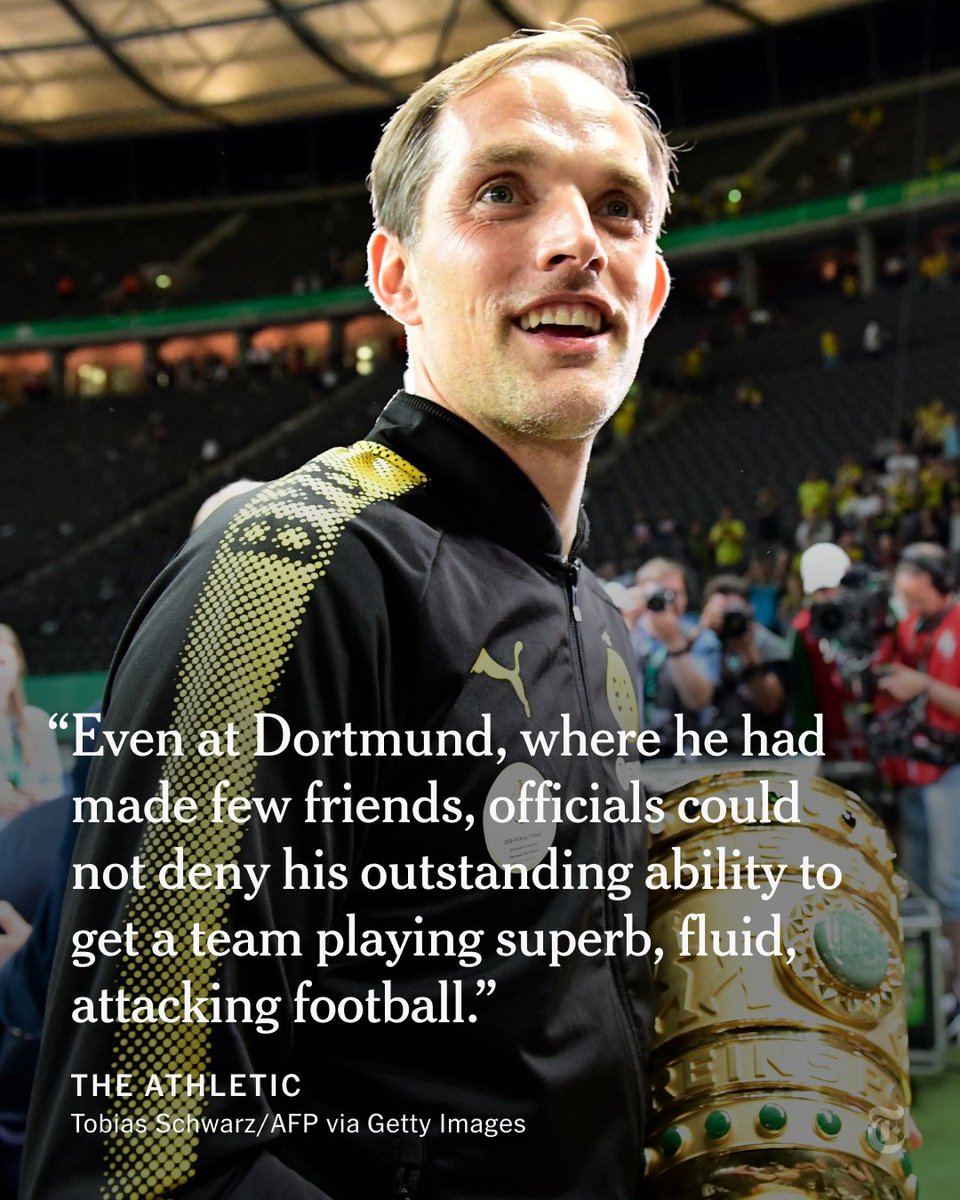 “Even at Dortmund, where he had
made few friends, officials could
not deny his outstanding ability to
get a team playing superb, fluid,
attacking football.”
THE ATHLETIC
Tobias Schwarz/AFP via Getty Images